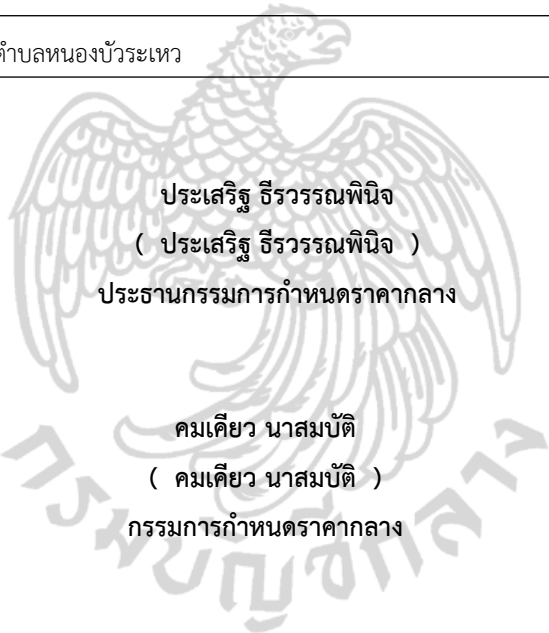 ตำบลหนองบัวระเหว
ประเสริฐ ธีรวรรณพินิจ
( ประเสริฐ ธีรวรรณพินิจ )
ประธานกรรมการกำหนดราคากลาง
คมเคียว นาสมบัติ
( คมเคียว นาสมบัติ )
กรรมการกำหนดราคากลาง
กรมบัญชีกลาง